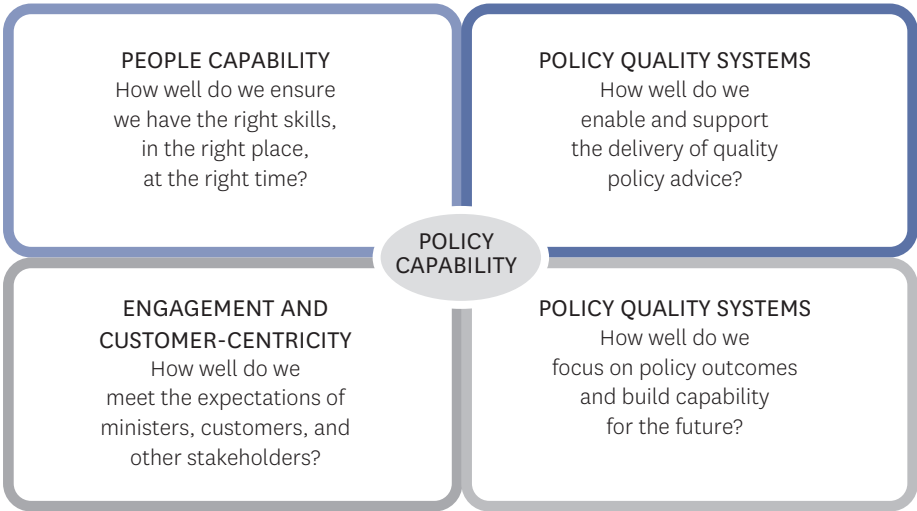 PEOPLE CAPABILITY
How well do we ensure
we have the right skills,
in the right place,
at the right time?
POLICY QUALITY SYSTEMS
How well do we
enable and support
the delivery of quality
policy advice?
POLICY
CAPABILITY
ENGAGEMENT AND
CUSTOMER-CENTRICITY
How well do we
meet the expectations of
ministers, customers, and
other stakeholders?
POLICY QUALITY SYSTEMS
How well do we
focus on policy outcomes
and build capability
for the future?